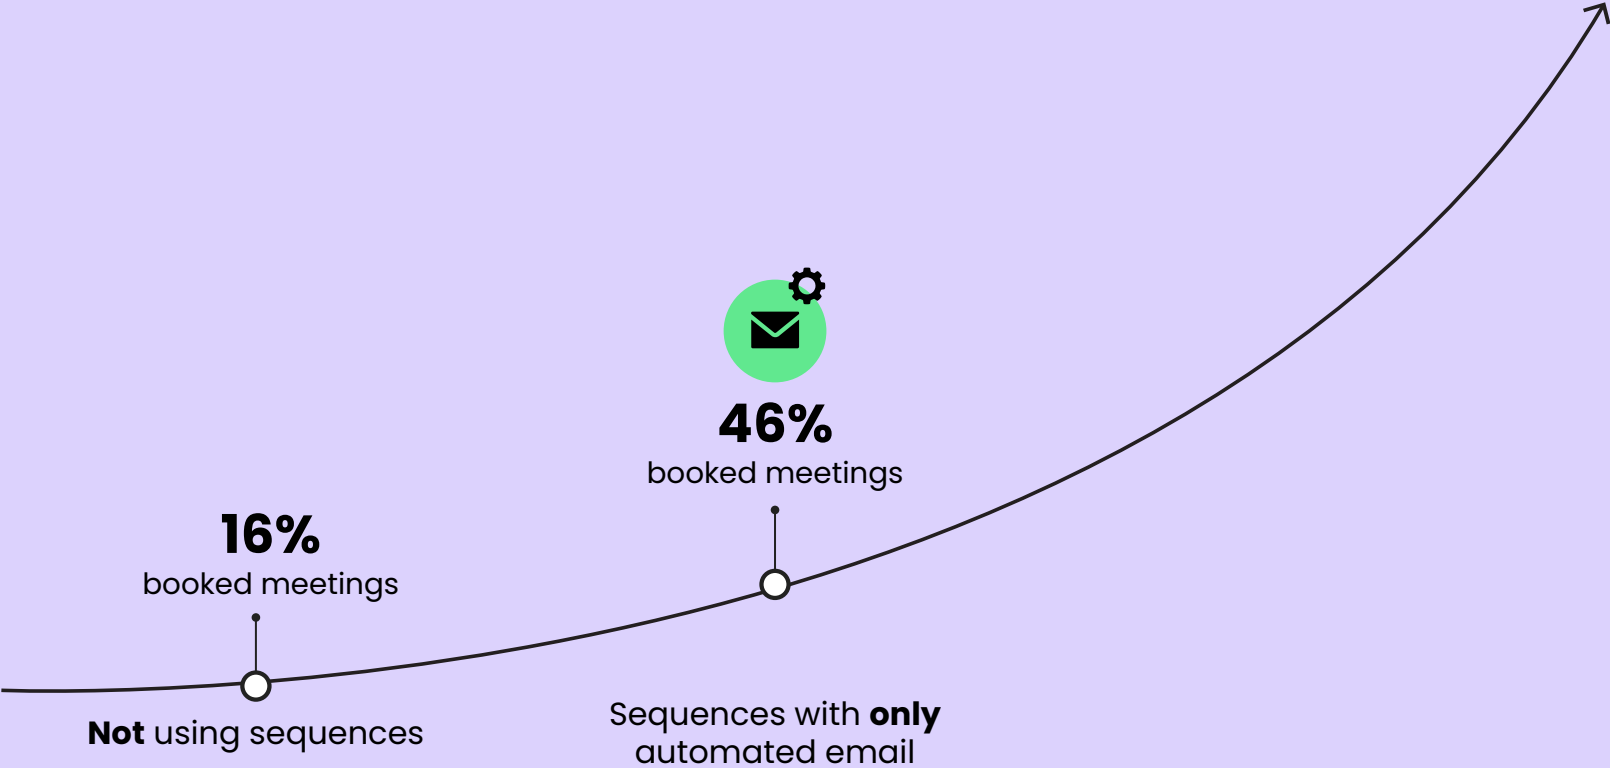 46%
booked meetings
16%
booked meetings
Not using sequences
Sequences with only
automated email